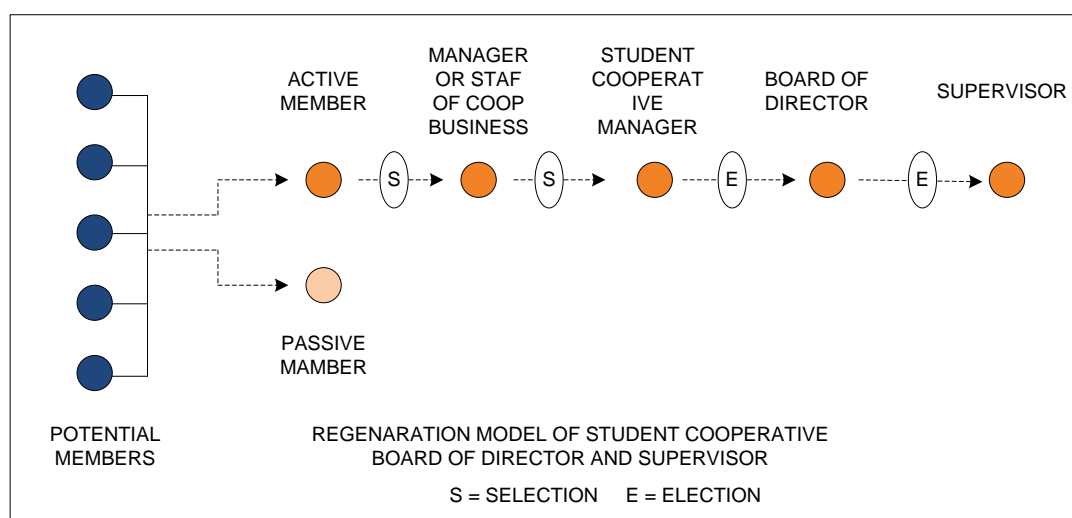 ACTIVE
MEMBER
MANAGER
OR STAF
OF COOP
BUSINESS
STUDENT
COOPERAT
IVE
MANAGER
BOARD OF
DIRECTOR
SUPERVISOR
S
S
E
E
PASSIVE
MAMBER
POTENTIAL
MEMBERS
REGENARATION MODEL OF STUDENT COOPERATIVE
BOARD OF DIRECTOR AND SUPERVISOR
S = SELECTION E = ELECTION